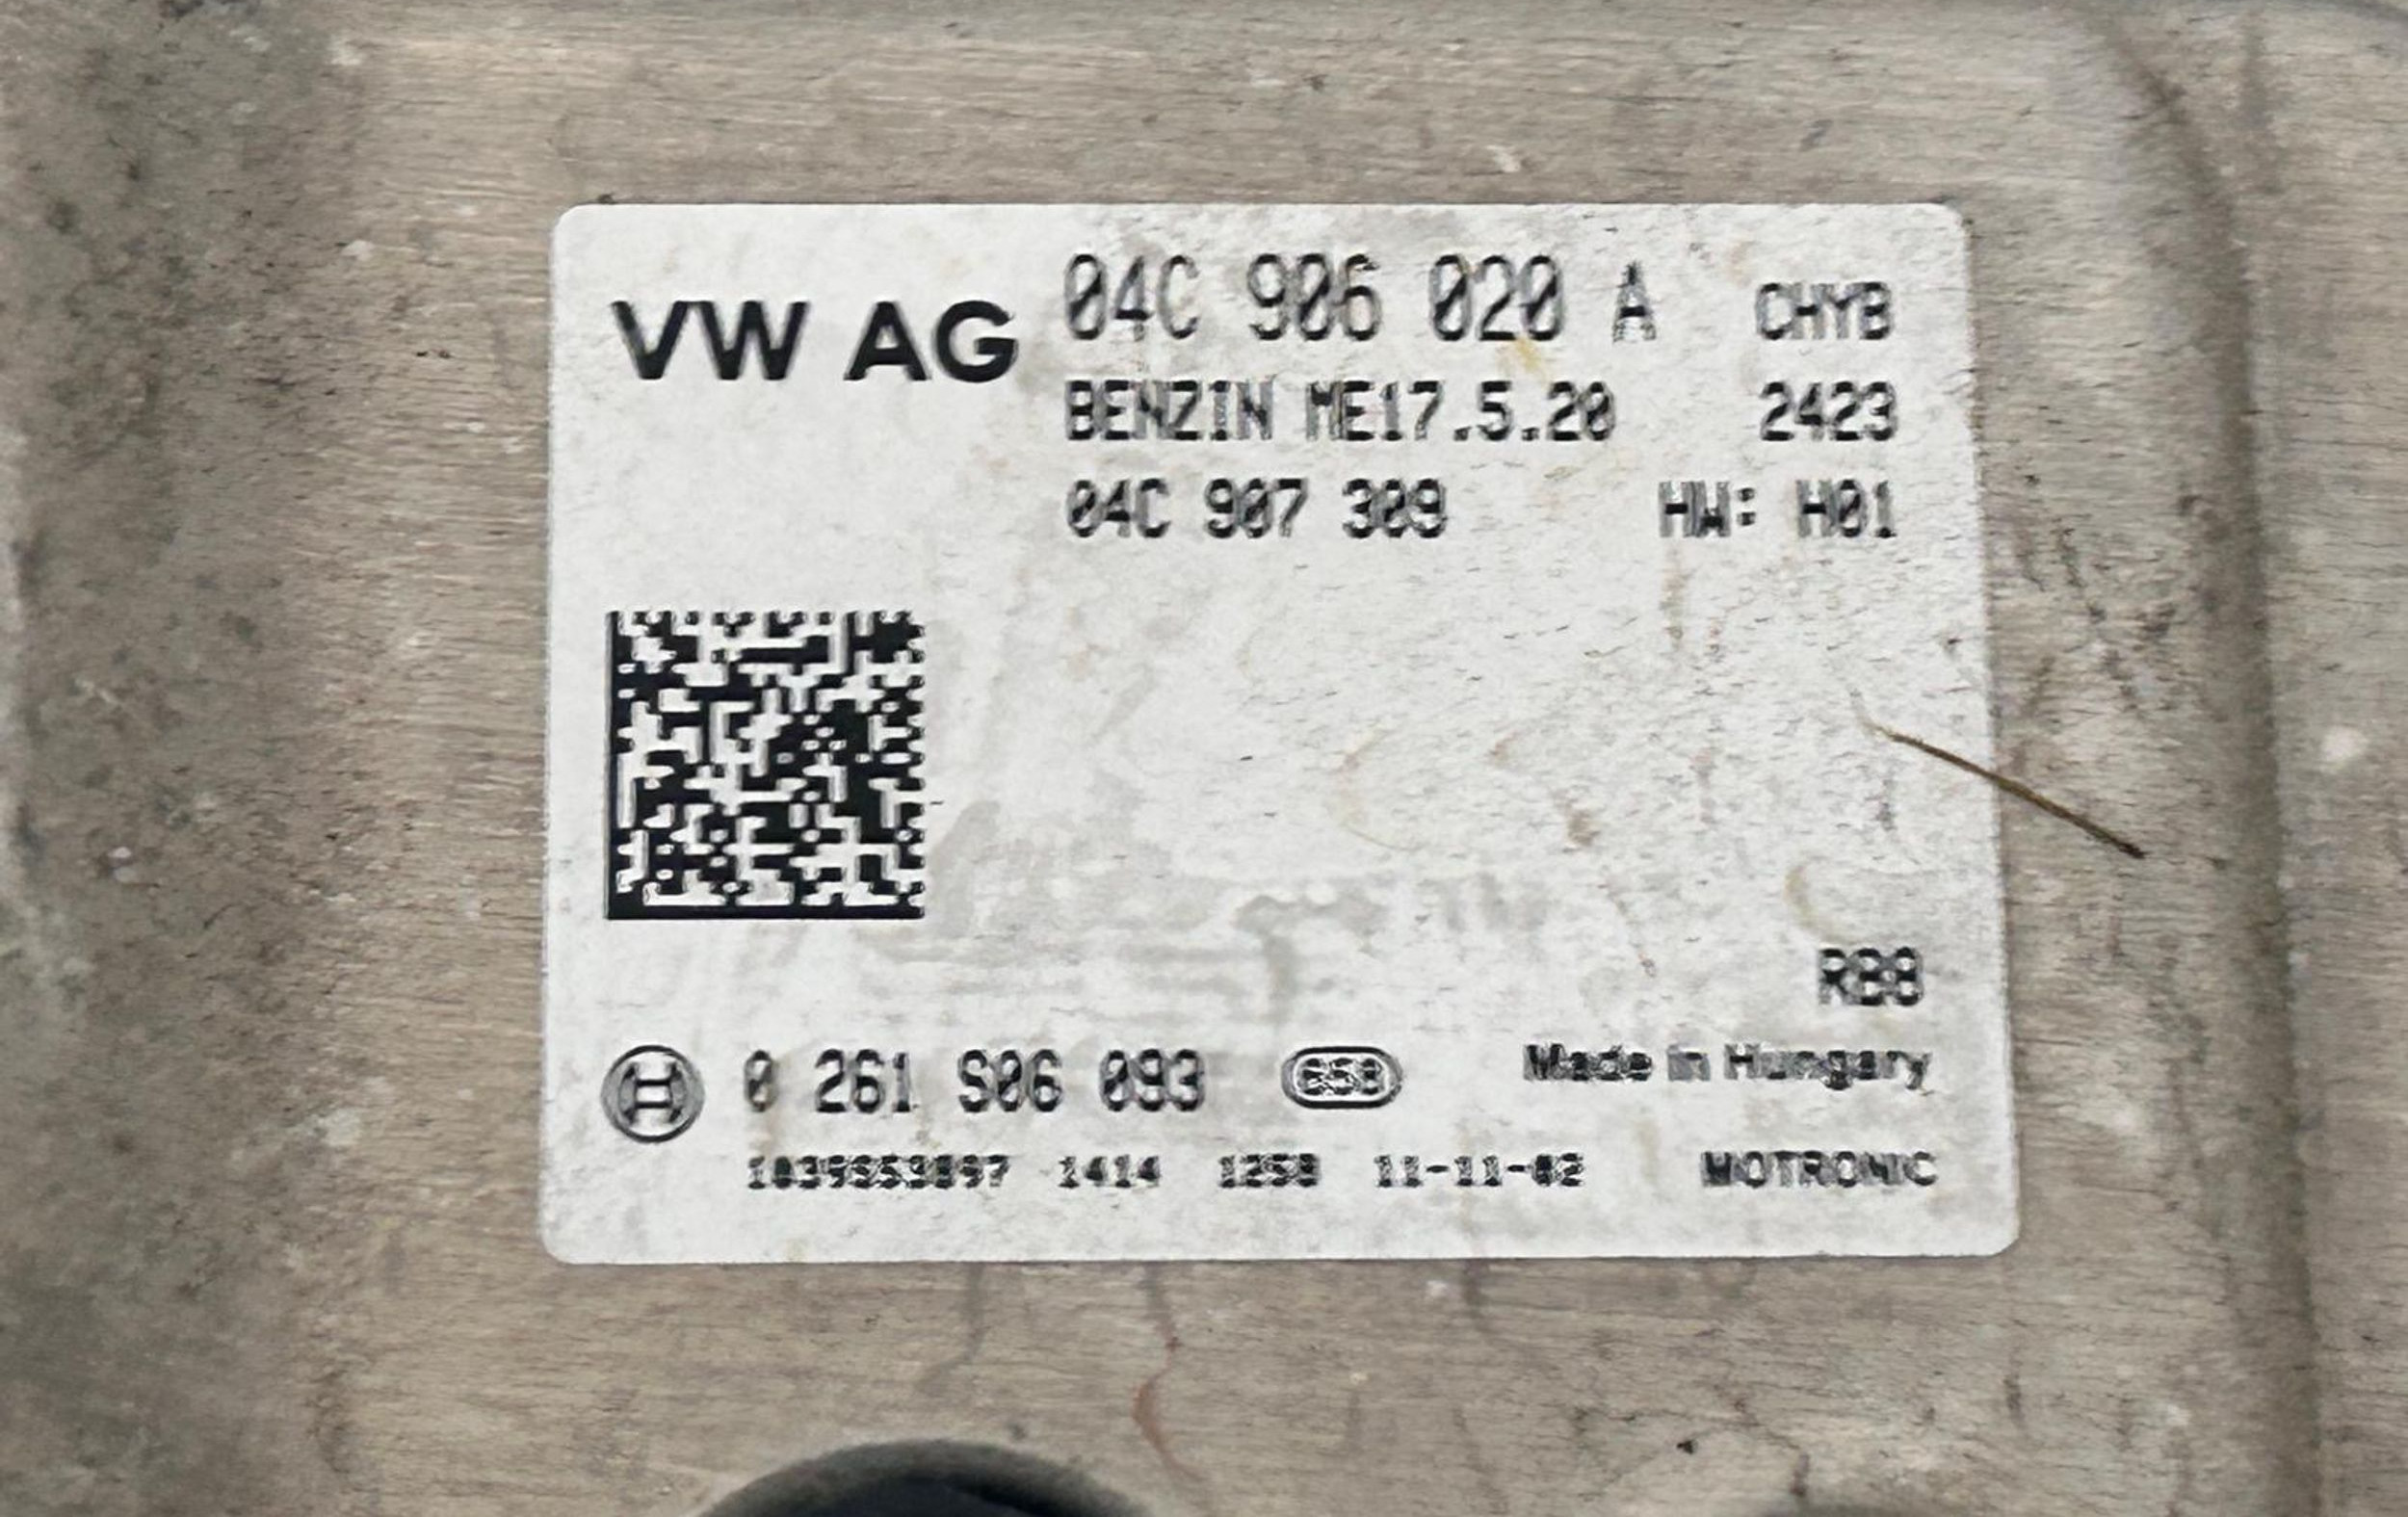 VW AG 04C 906 020 A CHYB
BENZIN ME17.5.20 2423
04C 907 309 HW: H01
RB8
0 261 S06 093 Made in Hungary
1414 11-11-02 MOTRONIC